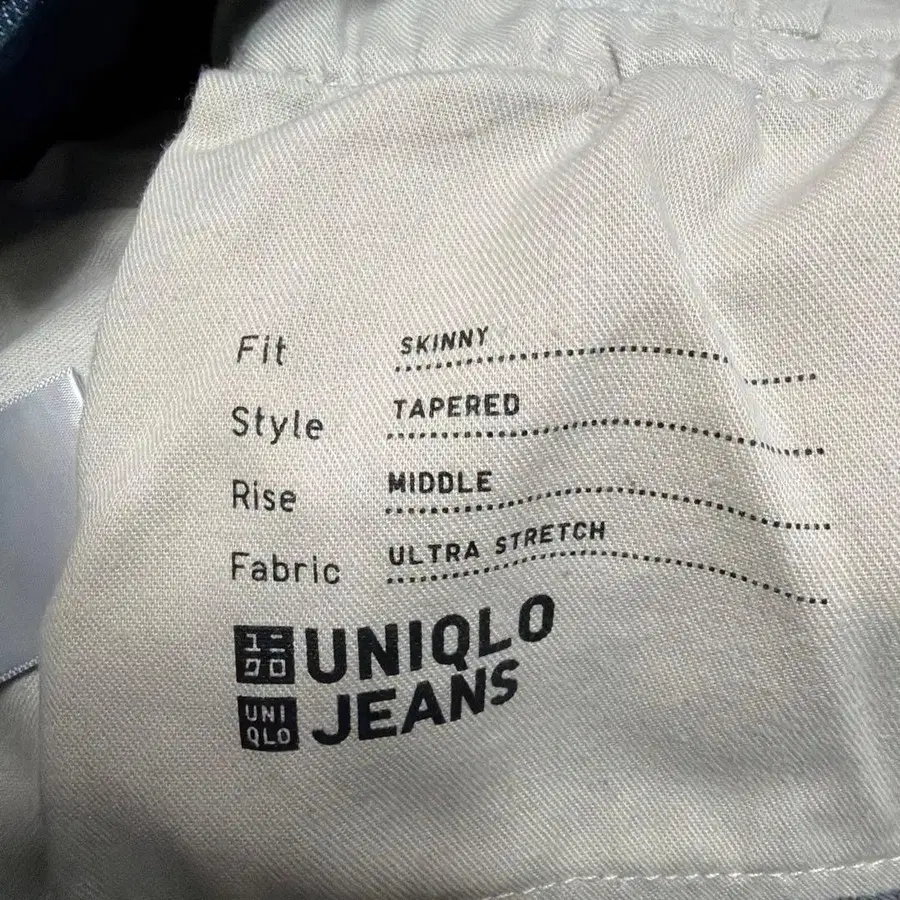 Fit SKINNY
Style TAPERED
Rise MIDDLE
Fabric ULTRA STRETCH
ユニ
クロ
UNIQLO
UNI
QLO
JEANS